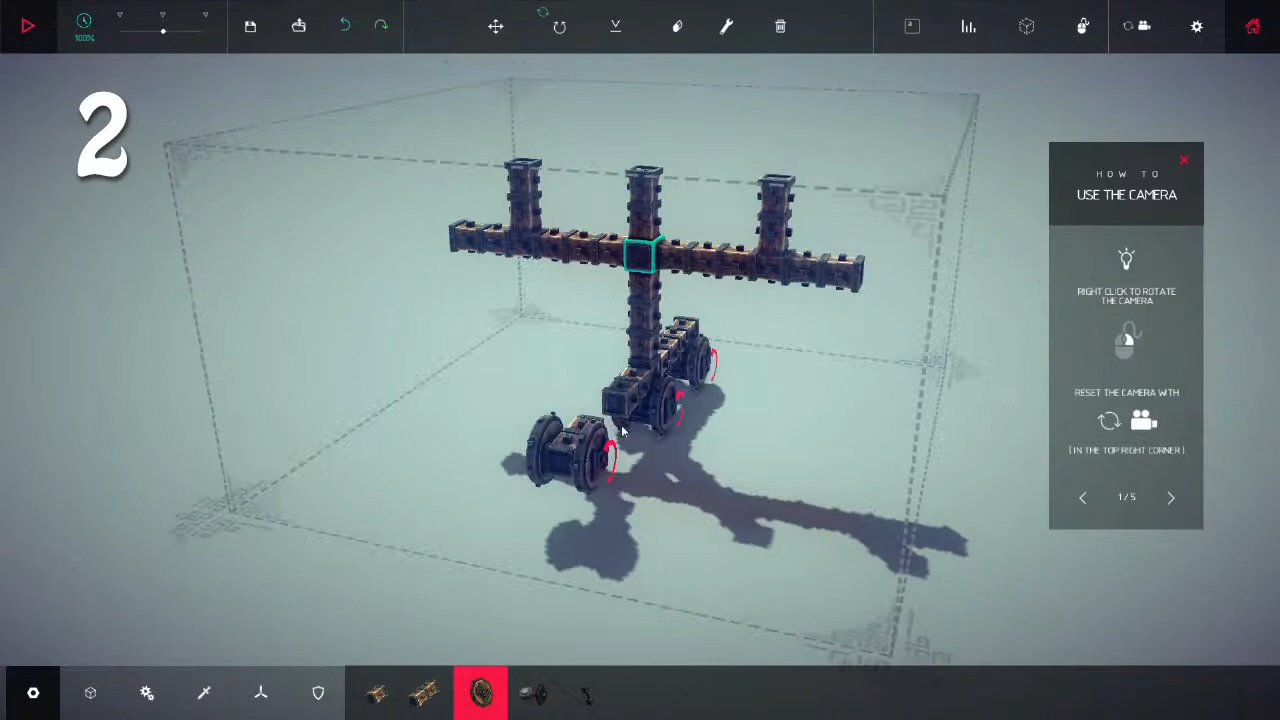 100%
2
HOW TO
USE THE CAMERA
RIGHT CLICK TO ROTATE
THE CAMERA
RESET THE CAMERA WITH
( IN THE TOP RIGHT CORNER )
1/5